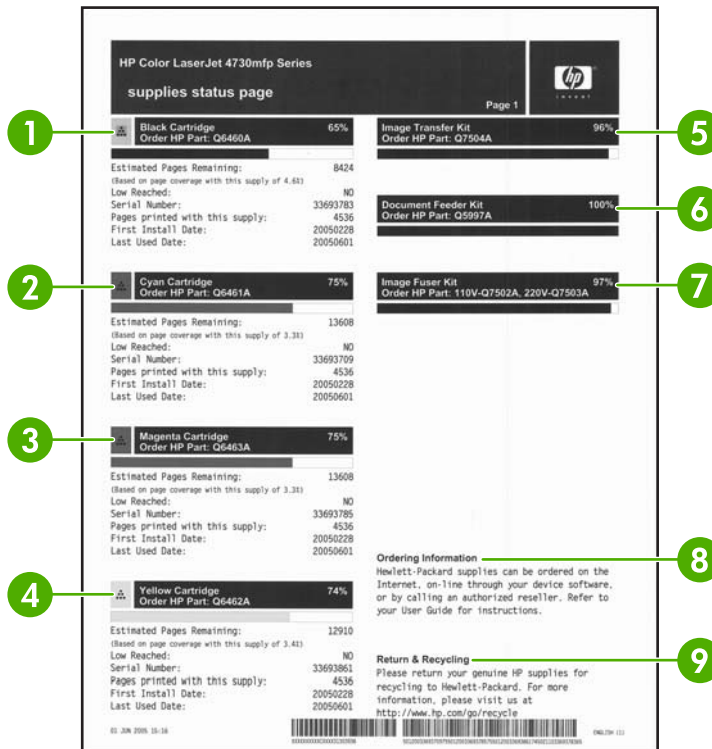 HP Color LaserJet 4730mfp Series
supplies status page
Page 1
hp
invent
1
Black Cartridge 65%
Order HP Part: Q6460A
Estimated Pages Remaining: 8424
(Based on page coverage with this supply of 4.6%)
Low Reached: NO
Serial Number: 33693783
Pages printed with this supply: 4536
First Install Date: 20050228
Last Used Date: 20050601
2
Cyan Cartridge 75%
Order HP Part: Q6461A
Estimated Pages Remaining: 13608
(Based on page coverage with this supply of 3.3%)
Low Reached: NO
Serial Number: 33693709
Pages printed with this supply: 4536
First Install Date: 20050228
Last Used Date: 20050601
3
Magenta Cartridge 75%
Order HP Part: Q6463A
Estimated Pages Remaining: 13608
(Based on page coverage with this supply of 3.3%)
Low Reached: NO
Serial Number: 33693785
Pages printed with this supply: 4536
First Install Date: 20050228
Last Used Date: 20050601
4
Yellow Cartridge 74%
Order HP Part: Q6462A
Estimated Pages Remaining: 12910
(Based on page coverage with this supply of 3.4%)
Low Reached: NO
Serial Number: 33693861
Pages printed with this supply: 4536
First Install Date: 20050228
Last Used Date: 20050601
Image Transfer Kit 96%
Order HP Part: Q7504A
5
Document Feeder Kit 100%
Order HP Part: Q5997A
6
Image Fuser Kit 97%
Order HP Part: 110V-Q7502A, 220V-Q7503A
7
Ordering Information
8
Hewlett-Packard supplies can be ordered on the
Internet, on-line through your device software,
or by calling an authorized reseller. Refer to
your User Guide for instructions.
Return & Recycling
9
Please return your genuine HP supplies for
recycling to Hewlett-Packard. For more
information, please visit us at
http://www.hp.com/go/recycle
01 JUN 2005 15:16
ENGLISH (1)